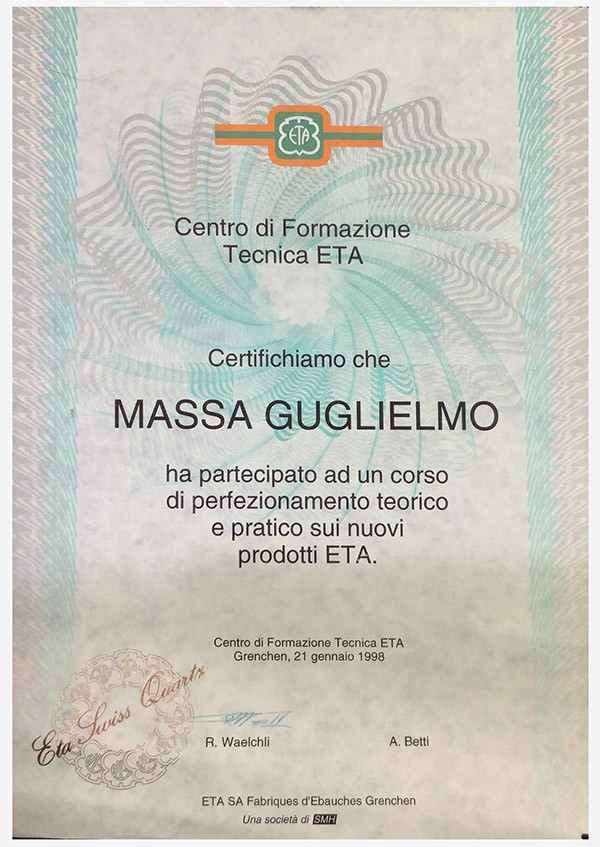 ETA
Centro di Formazione
Tecnica ETA
Certifichiamo che
MASSA GUGLIELMO
ha partecipato ad un corso
di perfezionamento teorico
e pratico sui nuovi
prodotti ETA.
Centro di Formazione Tecnica ETA
Grenchen, 21 gennaio 1998
Eta Swiss Quartz
R. Waelchli
A. Betti
ETA SA Fabriques d'Ebauches Grenchen
Una società di SMH